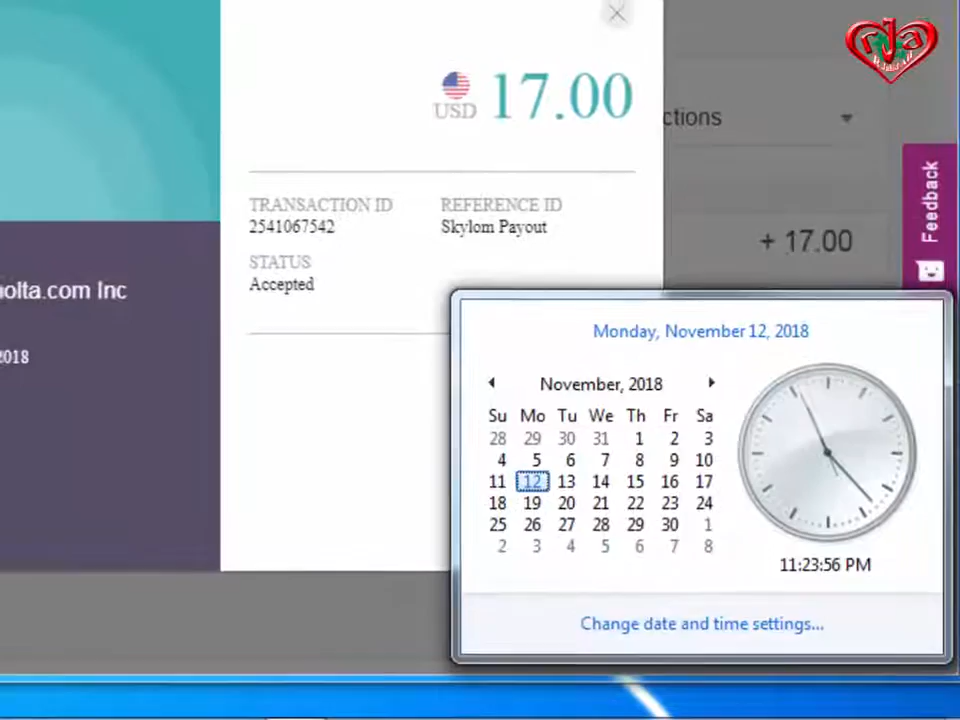 USD 17.00
ctions
TRANSACTION ID
2541067542
REFERENCE ID
Skylom Payout
STATUS
Accepted
+ 17.00
Feedback
iolta.com Inc
2018
Monday, November 12, 2018
November, 2018
Su Mo Tu We Th Fr Sa
28 29 30 31 1 2 3
4 5 6 7 8 9 10
11 12 13 14 15 16 17
18 19 20 21 22 23 24
25 26 27 28 29 30 1
2 3 4 5 6 7 8
11:23:56 PM
Change date and time settings...
rJa